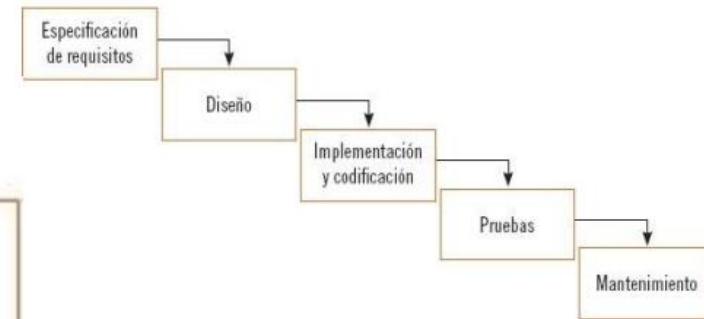 Especificación
de requisitos
Diseño
Implementación
y codificación
Pruebas
Mantenimiento